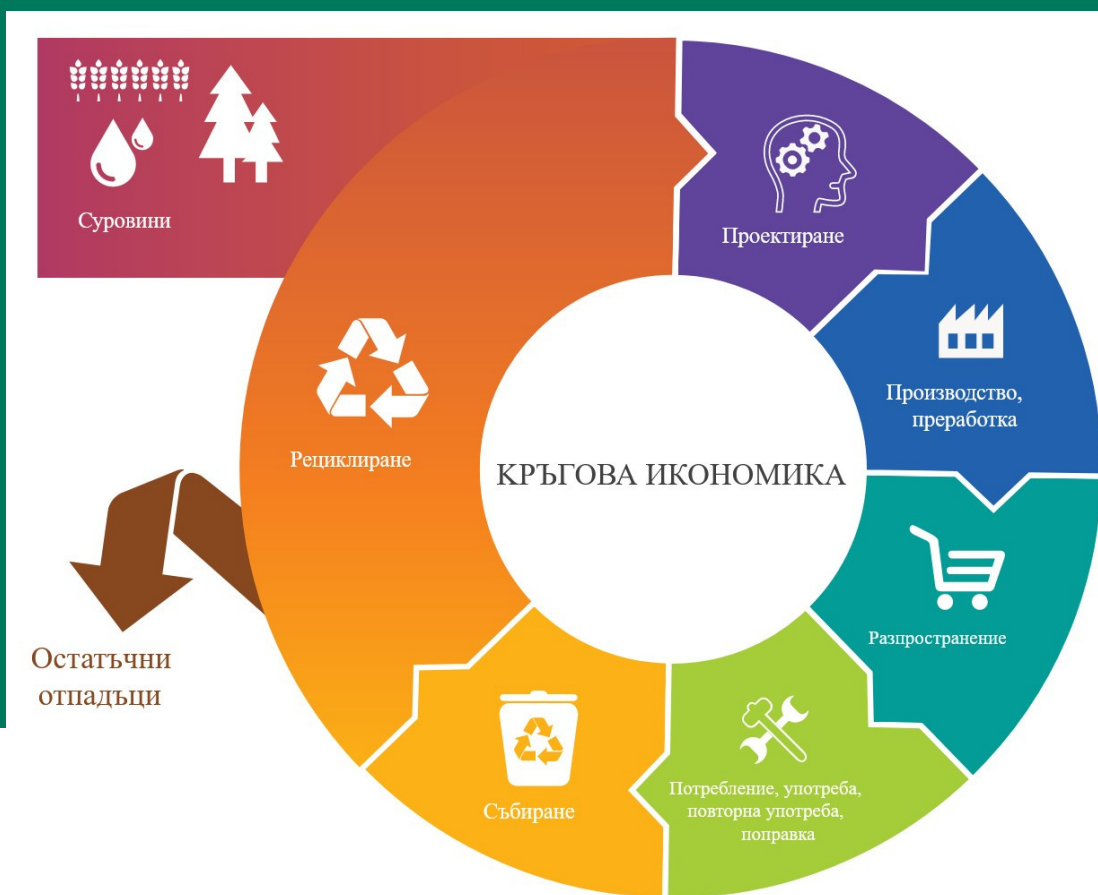 Суровини
Проектиране
Производство,
преработка
Рециклиране
КРЪГОВА ИКОНОМИКА
Разпространение
Остатъчни
отпадъци
Потребление, употреба,
повторна употреба,
поправка
Събиране